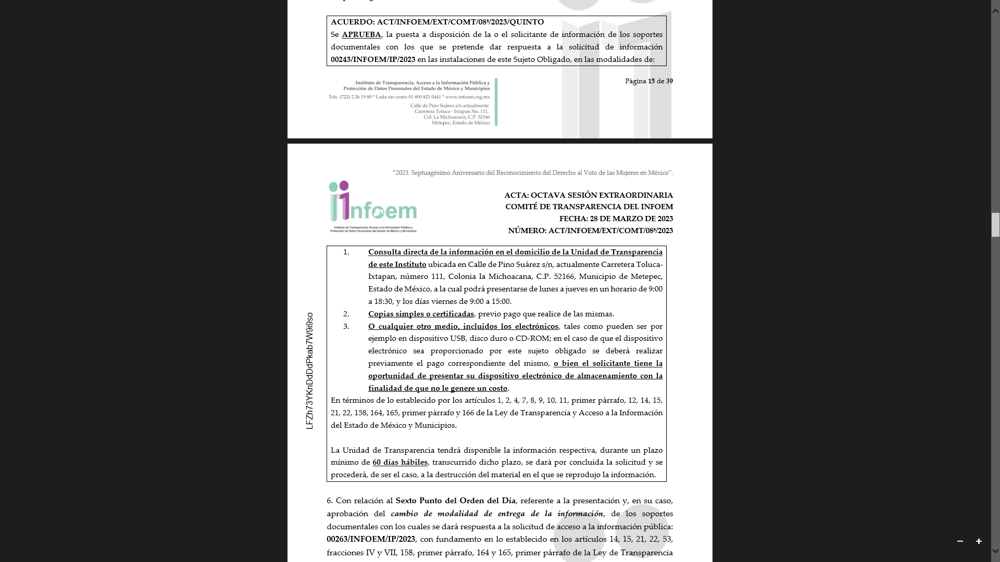 ACUERDO: ACT/INFOEM/EXT/COMT/08ª/2023/QUINTO
Se APRUEBA, la puesta a disposición de la o el solicitante de información de los soportes
documentales con los que se pretende dar respuesta a la solicitud de información
00243/INFOEM/IP/2023 en las instalaciones de este Sujeto Obligado, en las modalidades de:
Instituto de Transparencia, Acceso a la Información Pública y
Protección de Datos Personales del Estado de México y Municipios
Tels. (722) 2 26 19 80 * Lada sin costo: 01 800 821 0441 * www.infoem.org.mx
Calle de Pino Suárez s/n actualmente
Carretera Toluca - Ixtapan No. 111,
Col. La Michoacana, C.P. 52166
Metepec, Estado de México
Página 15 de 39
“2023. Septuagésimo Aniversario del Reconocimiento del Derecho al Voto de las Mujeres en México”.
infoem
Instituto de Transparencia, Acceso a la Información Pública y
Protección de Datos Personales del Estado de México y Municipios
ACTA: OCTAVA SESIÓN EXTRAORDINARIA
COMITÉ DE TRANSPARENCIA DEL INFOEM
FECHA: 28 DE MARZO DE 2023
NÚMERO: ACT/INFOEM/EXT/COMT/08ª/2023
1. Consulta directa de la información en el domicilio de la Unidad de Transparencia
de este Instituto ubicada en Calle de Pino Suárez s/n, actualmente Carretera Toluca-
Ixtapan, número 111, Colonia la Michoacana, C.P. 52166, Municipio de Metepec,
Estado de México, a la cual podrá presentarse de lunes a jueves en un horario de 9:00
a 18:30, y los días viernes de 9:00 a 15:00.
2. Copias simples o certificadas, previo pago que realice de las mismas.
3. O cualquier otro medio, incluidos los electrónicos, tales como pueden ser por
ejemplo en dispositivo USB, disco duro o CD-ROM; en el caso de que el dispositivo
electrónico sea proporcionado por este sujeto obligado se deberá realizar
previamente el pago correspondiente del mismo, o bien el solicitante tiene la
oportunidad de presentar su dispositivo electrónico de almacenamiento con la
finalidad de que no le genere un costo.
En términos de lo establecido por los artículos 1, 2, 4, 7, 8, 9, 10, 11, primer párrafo, 12, 14, 15,
21, 22, 158, 164, 165, primer párrafo y 166 de la Ley de Transparencia y Acceso a la Información
del Estado de México y Municipios.
La Unidad de Transparencia tendrá disponible la información respectiva, durante un plazo
mínimo de 60 días hábiles, transcurrido dicho plazo, se dará por concluida la solicitud y se
procederá, de ser el caso, a la destrucción del material en el que se reprodujo la información.
LFZh73YKnDdDdPkab7W9i9so
6. Con relación al Sexto Punto del Orden del Día, referente a la presentación y, en su caso,
aprobación del cambio de modalidad de entrega de la información, de los soportes
documentales con los cuales se dará respuesta a la solicitud de acceso a la información pública:
00263/INFOEM/IP/2023, con fundamento en lo establecido en los artículos 14, 15, 21, 22, 53,
fracciones IV y VII, 158, primer párrafo, 164 y 165, primer párrafo de la Ley de Transparencia